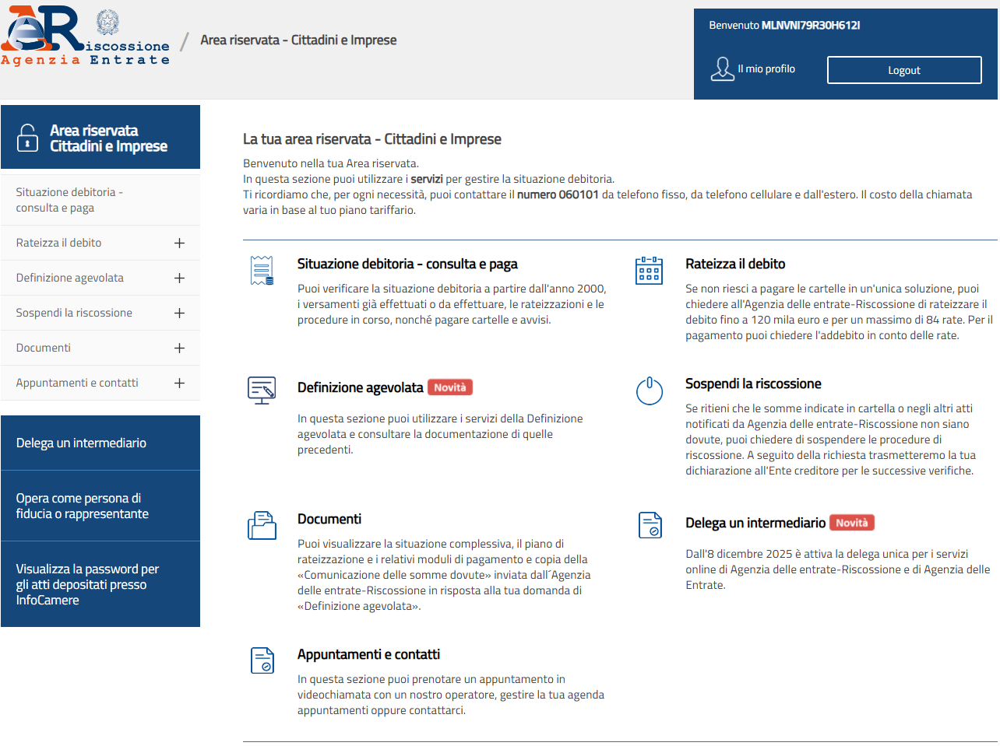 AeR
iscossione
Agenzia Entrate
/ Area riservata - Cittadini e Imprese
Benvenuto MLNVNI79R30H612I
Il mio profilo
Logout
Area riservata
Cittadini e Imprese
Situazione debitoria -
consulta e paga
Rateizza il debito
Definizione agevolata
Sospendi la riscossione
Documenti
Appuntamenti e contatti
Delega un intermediario
Opera come persona di
fiducia o rappresentante
Visualizza la password per
gli atti depositati presso
InfoCamere
La tua area riservata - Cittadini e Imprese
Benvenuto nella tua Area riservata.
In questa sezione puoi utilizzare i servizi per gestire la situazione debitoria.
Ti ricordiamo che, per ogni necessità, puoi contattare il numero 060101 da telefono fisso, da telefono cellulare e dall'estero. Il costo della chiamata
varia in base al tuo piano tariffario.
Situazione debitoria - consulta e paga
Puoi verificare la situazione debitoria a partire dall'anno 2000,
i versamenti già effettuati o da effettuare, le rateizzazioni e le
procedure in corso, nonché pagare cartelle e avvisi.
Rateizza il debito
Se non riesci a pagare le cartelle in un'unica soluzione, puoi
chiedere all'Agenzia delle entrate-Riscossione di rateizzare il
debito fino a 120 mila euro e per un massimo di 84 rate. Per il
pagamento puoi chiedere l'addebito in conto delle rate.
Definizione agevolata Novità
In questa sezione puoi utilizzare i servizi della Definizione
agevolata e consultare la documentazione di quelle
precedenti.
Sospendi la riscossione
Se ritieni che le somme indicate in cartella o negli altri atti
notificati da Agenzia delle entrate-Riscossione non siano
dovute, puoi chiedere di sospendere le procedure di
riscossione. A seguito della richiesta trasmetteremo la tua
dichiarazione all'Ente creditore per le successive verifiche.
Documenti
Puoi visualizzare la situazione complessiva, il piano di
rateizzazione e i relativi moduli di pagamento e copia della
«Comunicazione delle somme dovute» inviata dall´Agenzia
delle entrate-Riscossione in risposta alla tua domanda di
«Definizione agevolata».
Delega un intermediario Novità
Dall'8 dicembre 2025 è attiva la delega unica per i servizi
online di Agenzia delle entrate-Riscossione e di Agenzia delle
Entrate.
Appuntamenti e contatti
In questa sezione puoi prenotare un appuntamento in
videochiamata con un nostro operatore, gestire la tua agenda
appuntamenti oppure contattarci.